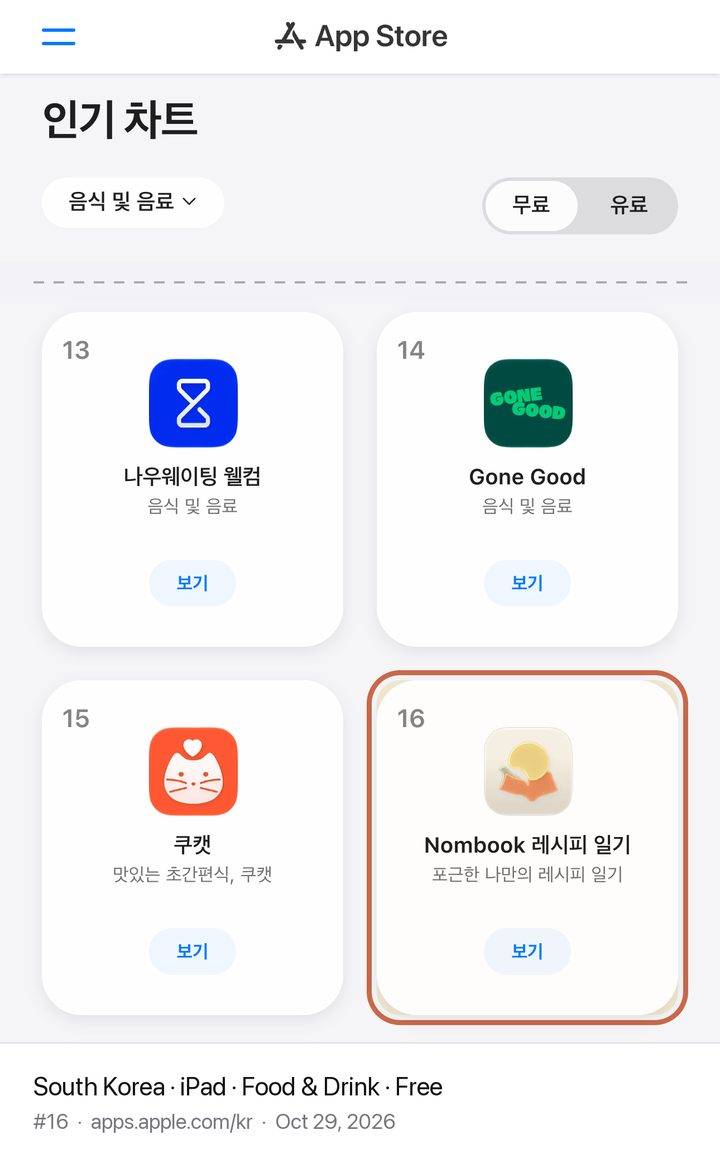 App Store
인기 차트
음식 및 음료
무료
유료
13
나우웨이팅 웰컴
음식 및 음료
보기
14
GONE
GOOD
Gone Good
음식 및 음료
보기
15
쿠캣
맛있는 초간편식, 쿠캣
보기
16
Nombook 레시피 일기
포근한 나만의 레시피 일기
보기
South Korea · iPad · Food & Drink · Free
#16 · apps.apple.com/kr · Oct 29, 2026